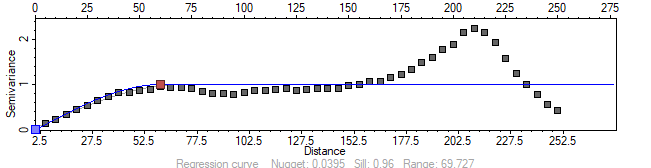 0 25 50 75 100 125 150 175 200 225 250 275
2
1
0
Semivariance
2.5 27.5 52.5 77.5 102.5 127.5 152.5 177.5 202.5 227.5 252.5
Distance
Regression curve Nugget: 0.0395 Sill: 0.96 Range: 69.727